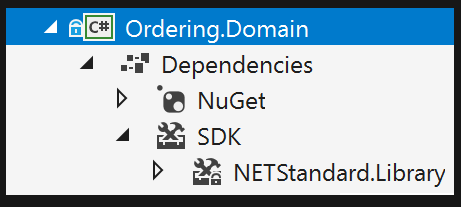 C# Ordering.Domain
Dependencies
NuGet
SDK
NETStandard.Library